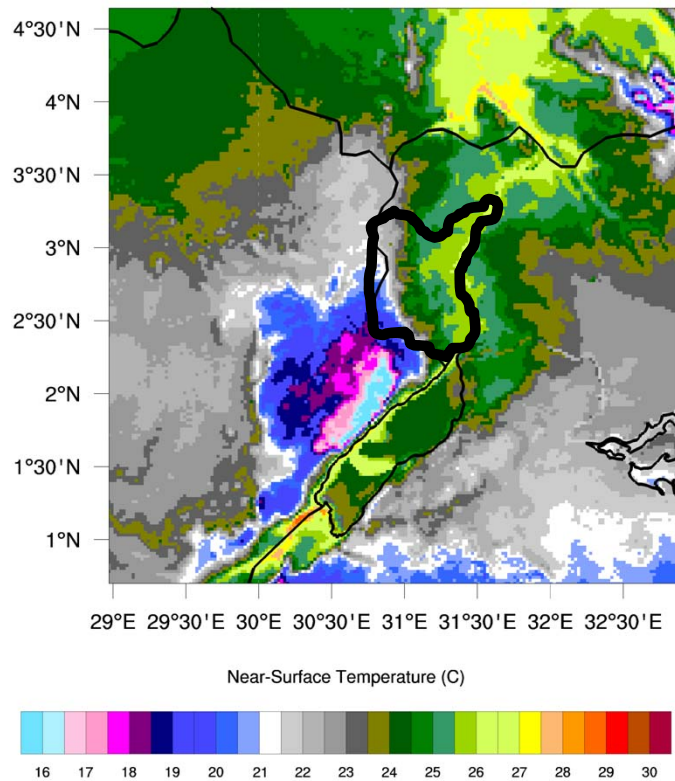 4°30'N
4°N
3°30'N
3°N
2°30'N
2°N
1°30'N
1°N
29°E 29°30'E 30°E 30°30'E 31°E 31°30'E 32°E 32°30'E
Near-Surface Temperature (C)
16 17 18 19 20 21 22 23 24 25 26 27 28 29 30